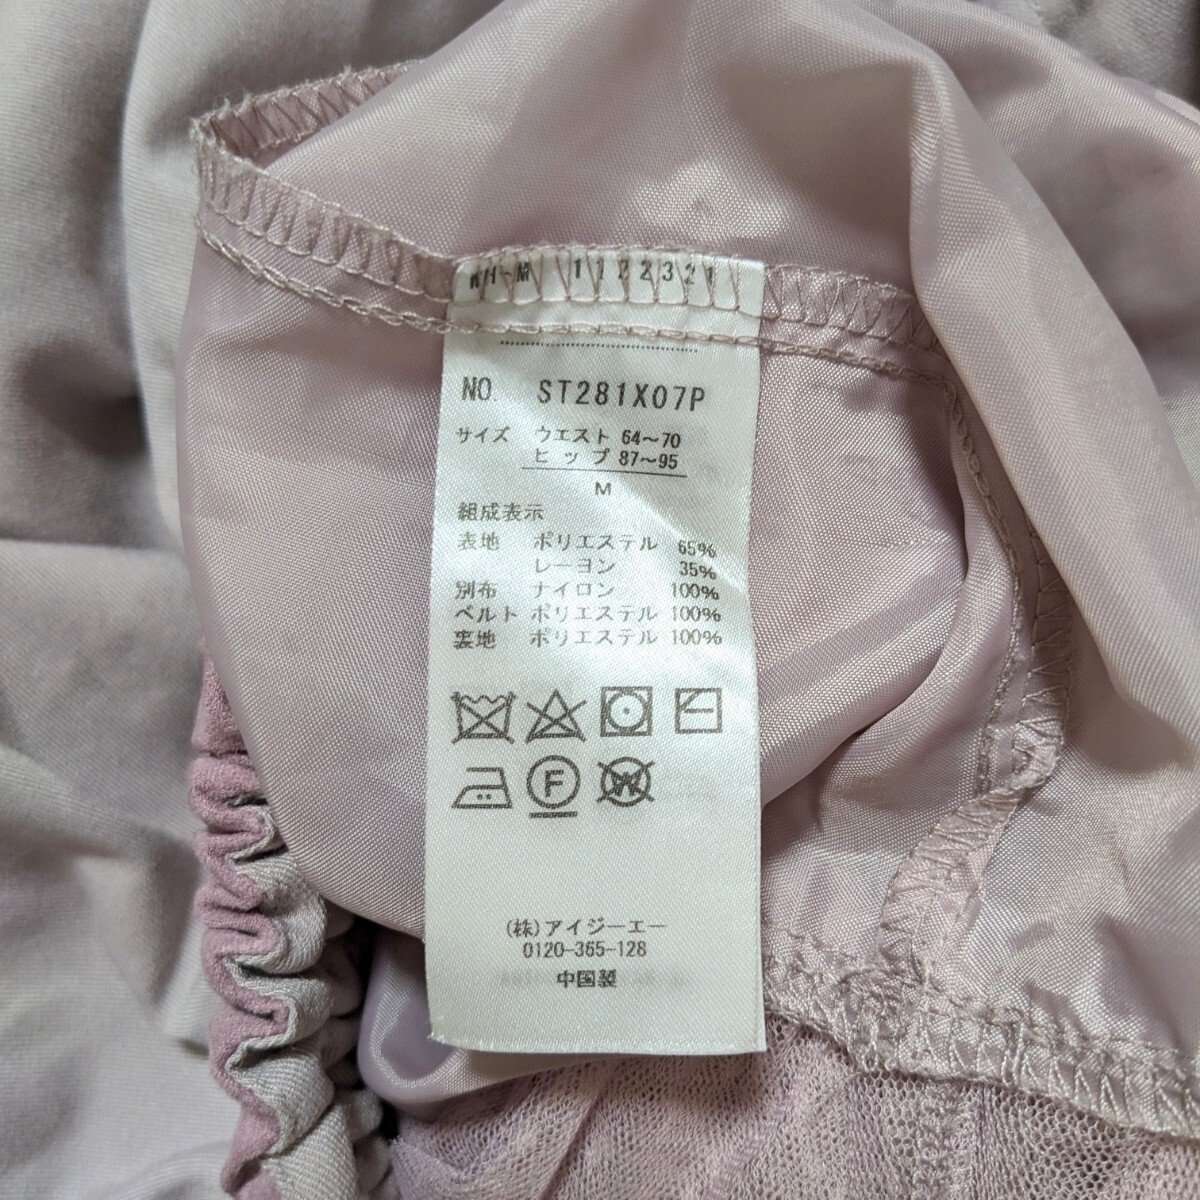 NO. ST281X07P
サイズ ウエスト 64～70
ヒップ 87～95
M
組成表示
表地 ポリエステル 65%
レーヨン 35%
別布 ナイロン 100%
ベルト ポリエステル 100%
裏地 ポリエステル 100%
F
W
(株)アイジーエー
0120-365-128
中国製